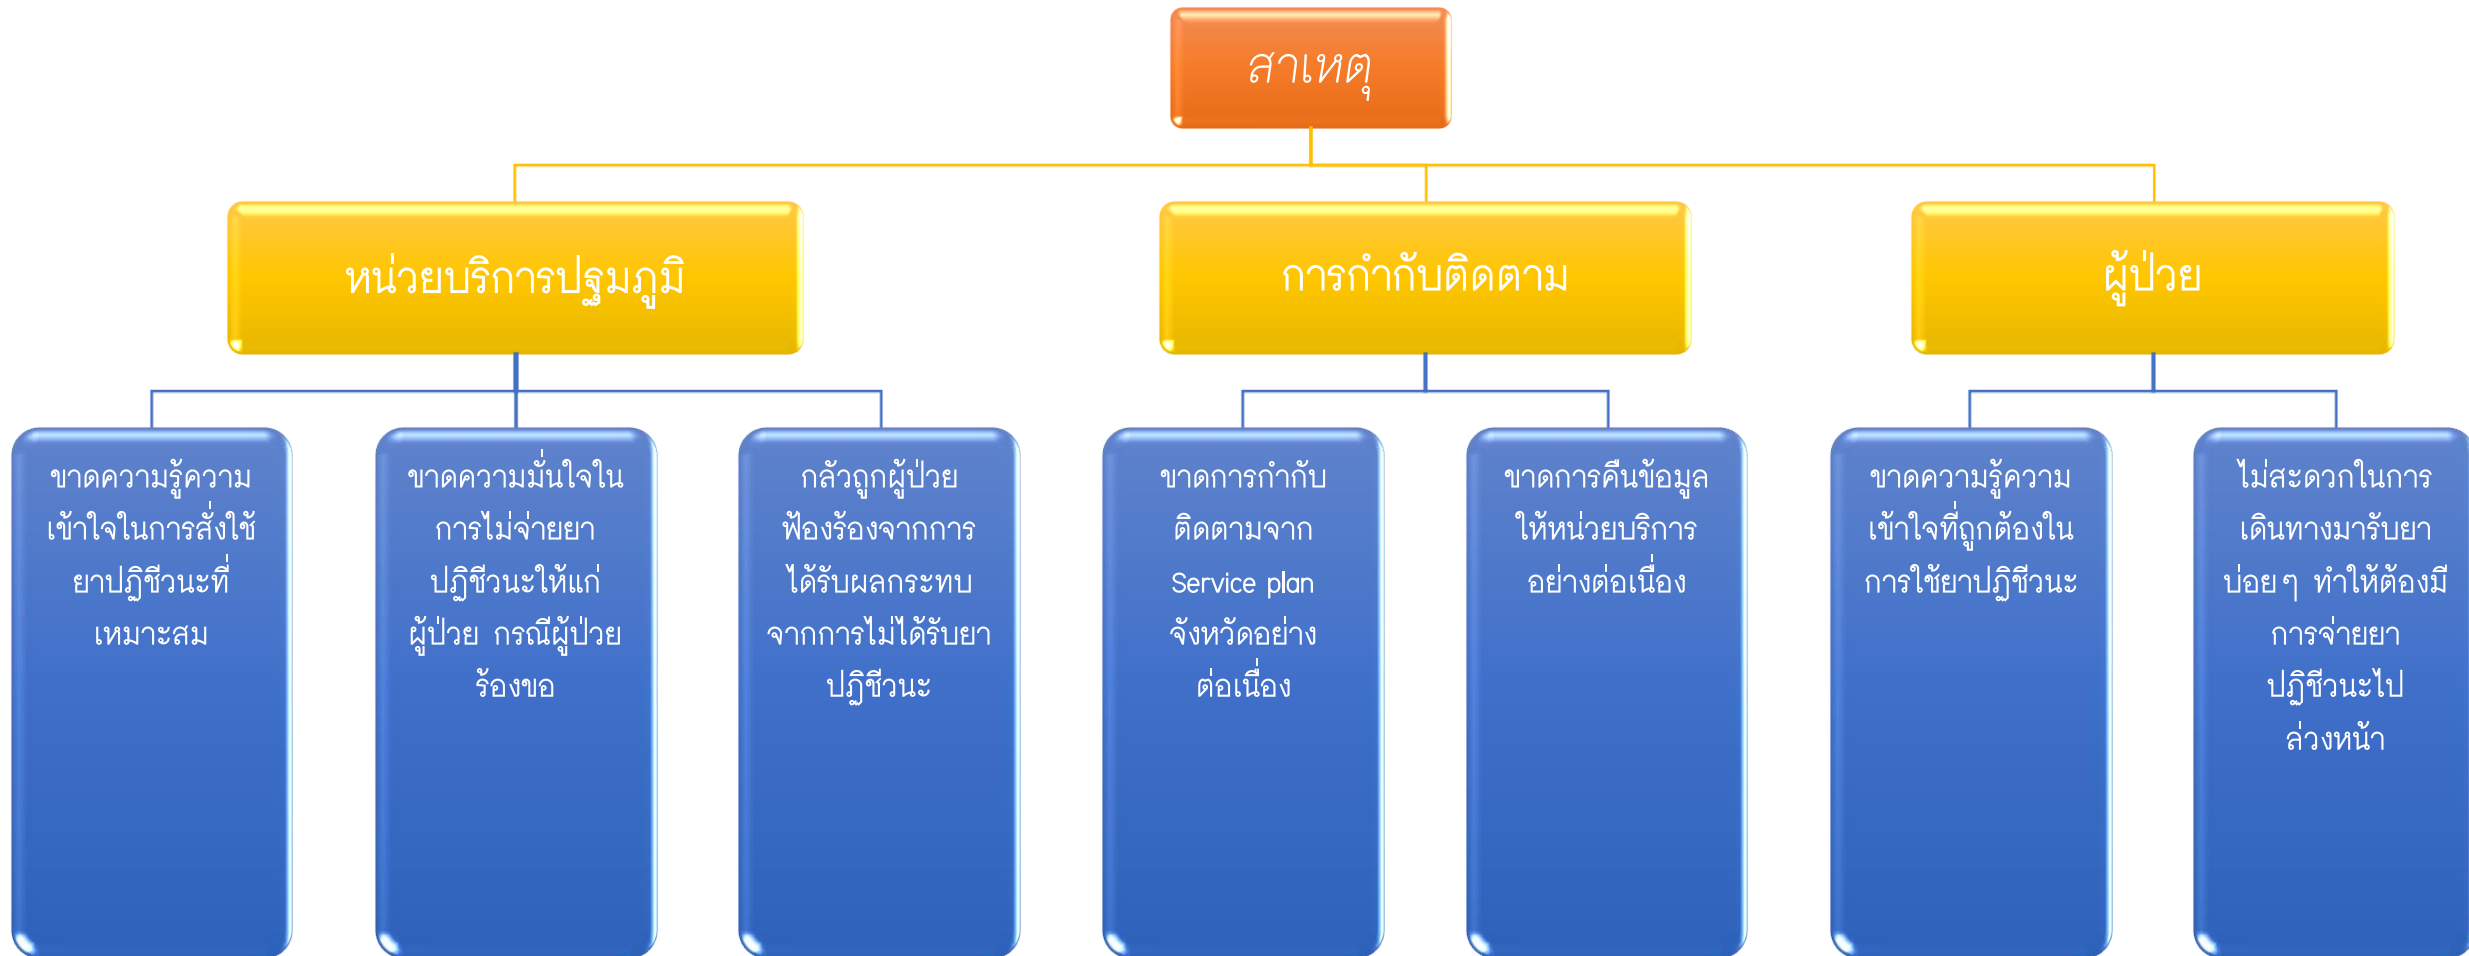 สาเหตุ
หน่วยบริการปฐมภูมิ
การกำกับติดตาม
ผู้ป่วย
ขาดความรู้ความ
เข้าใจในการสั่งใช้
ยาปฏิชีวนะที่
เหมาะสม
ขาดความมั่นใจใน
การไม่จ่ายยา
ปฏิชีวนะให้แก่
ผู้ป่วย กรณีผู้ป่วย
ร้องขอ
กลัวถูกผู้ป่วย
ฟ้องร้องจากการ
ได้รับผลกระทบ
จากการไม่ได้รับยา
ปฏิชีวนะ
ขาดการกำกับ
ติดตามจาก
Service plan
จังหวัดอย่าง
ต่อเนื่อง
ขาดการคืนข้อมูล
ให้หน่วยบริการ
อย่างต่อเนื่อง
ขาดความรู้ความ
เข้าใจที่ถูกต้องใน
การใช้ยาปฏิชีวนะ
ไม่สะดวกในการ
เดินทางมารับยา
บ่อยๆ ทำให้ต้องมี
การจ่ายยา
ปฏิชีวนะไป
ล่วงหน้า